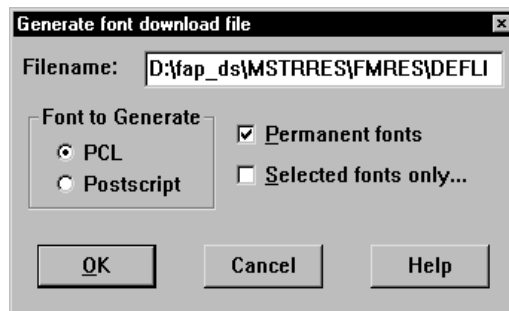 Generate font download file
Filename: D:\fap_ds\MSTRRES\FMRES\DEFLI
Font to Generate
PCL
Postscript
Permanent fonts
Selected fonts only...
OK
Cancel
Help